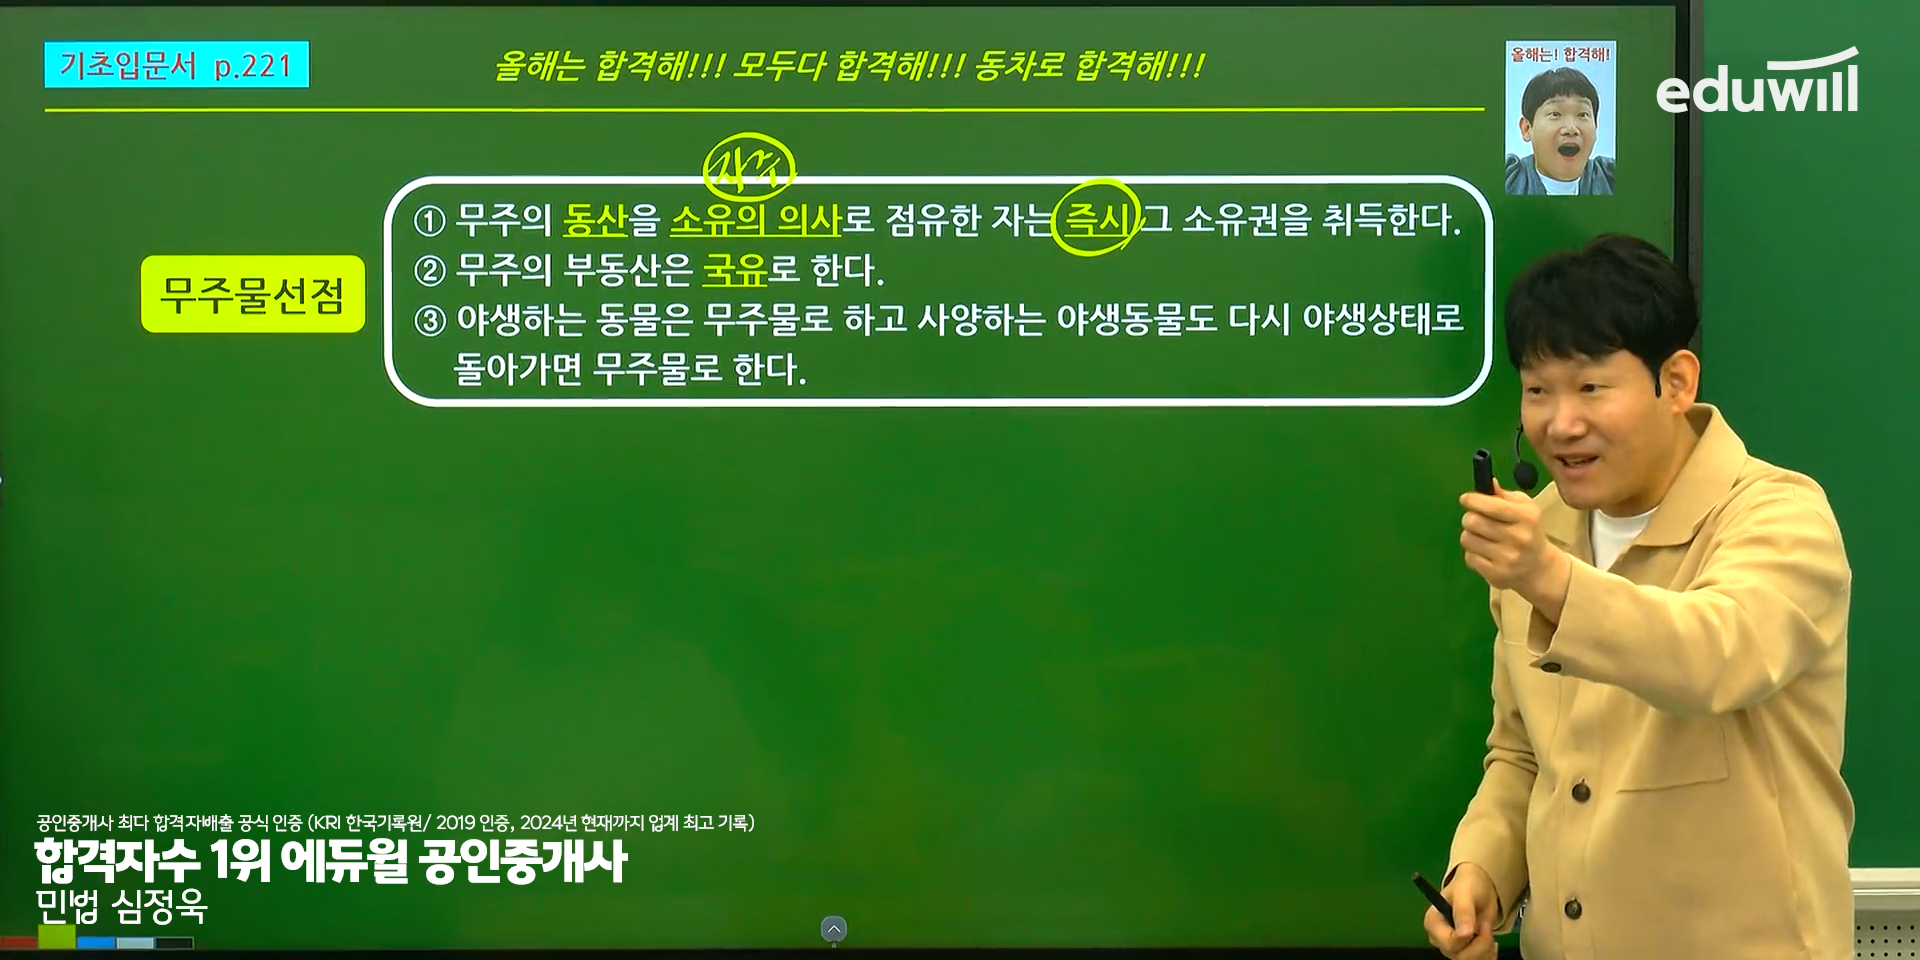 기초입문서 p.221
올해는 합격해!!! 모두다 합격해!!! 동차로 합격해!!!
올해는! 합격해!
eduwill
자주
① 무주의 동산을 소유의 의사로 점유한 자는 즉시 그 소유권을 취득한다.
무주물선점
② 무주의 부동산은 국유로 한다.
③ 야생하는 동물은 무주물로 하고 사양하는 야생동물도 다시 야생상태로
돌아가면 무주물로 한다.
공인중개사 최다 합격자배출 공식 인증 (KRI 한국기록원/ 2019 인증, 2024년 현재까지 업계 최고 기록)
합격자수 1위 에듀윌 공인중개사
민법 심정욱